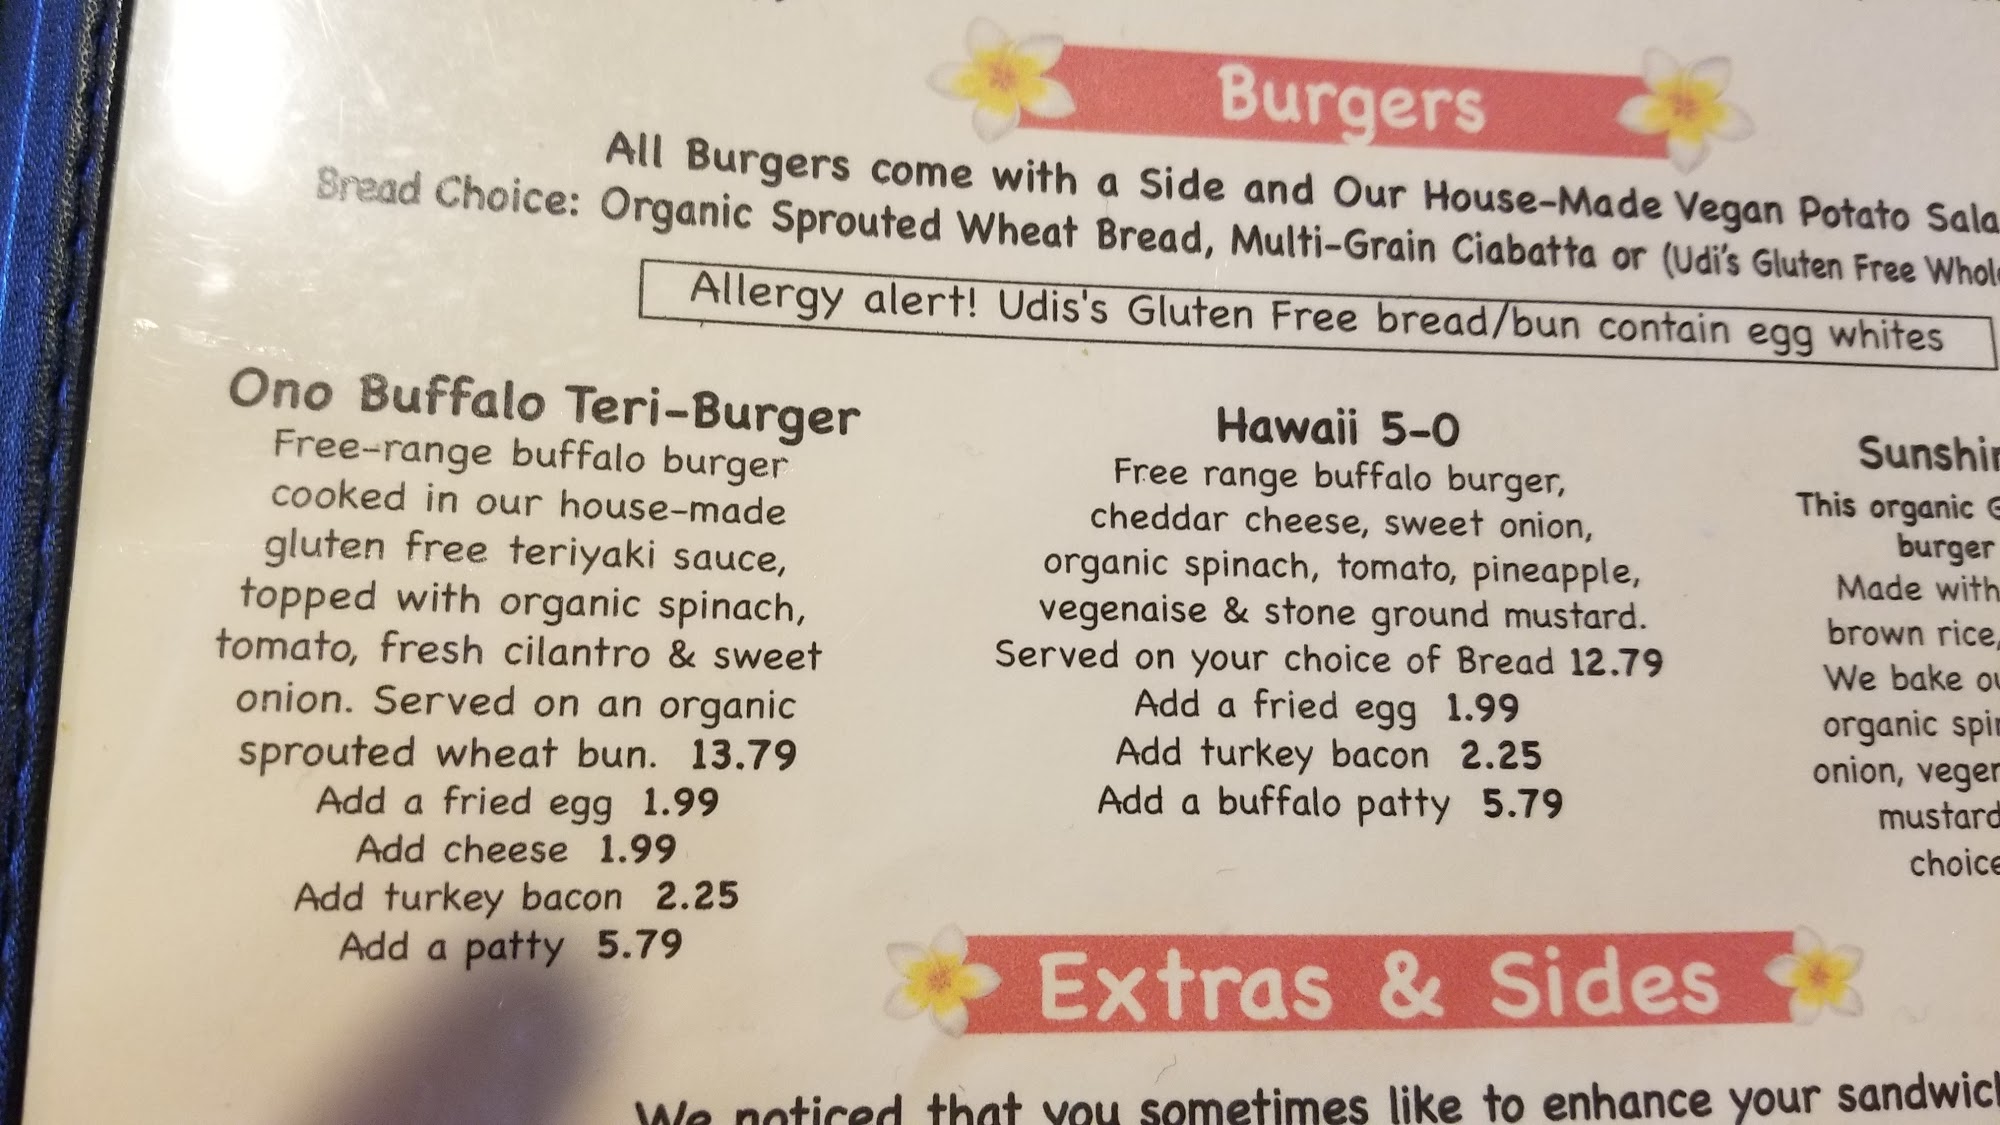 Burgers
All Burgers come with a Side and Our House-Made Vegan Potato
Bread Choice: Organic Sprouted Wheat Bread, Multi-Grain Ciabatta or (Udi's Gluten Free
Allergy alert! Udis's Gluten Free bread/bun contain egg whites
Ono Buffalo Teri-Burger
Free-range buffalo burger
cooked in our house-made
gluten free teriyaki sauce,
topped with organic spinach,
tomato, fresh cilantro & sweet
onion. Served on an organic
sprouted wheat bun. 13.79
Add a fried egg 1.99
Add cheese 1.99
Add turkey bacon 2.25
Add a patty 5.79
Hawaii 5-0
Free range buffalo burger,
cheddar cheese, sweet onion,
organic spinach, tomato, pineapple,
vegenaise & stone ground mustard.
Served on your choice of Bread 12.79
Add a fried egg 1.99
Add turkey bacon 2.25
Add a buffalo patty 5.79
This organic
burger
Made with
brown rice,
We bake
organic
onion,
mustard
choice
Extras & Sides
We noticed that you sometimes like to enhance your